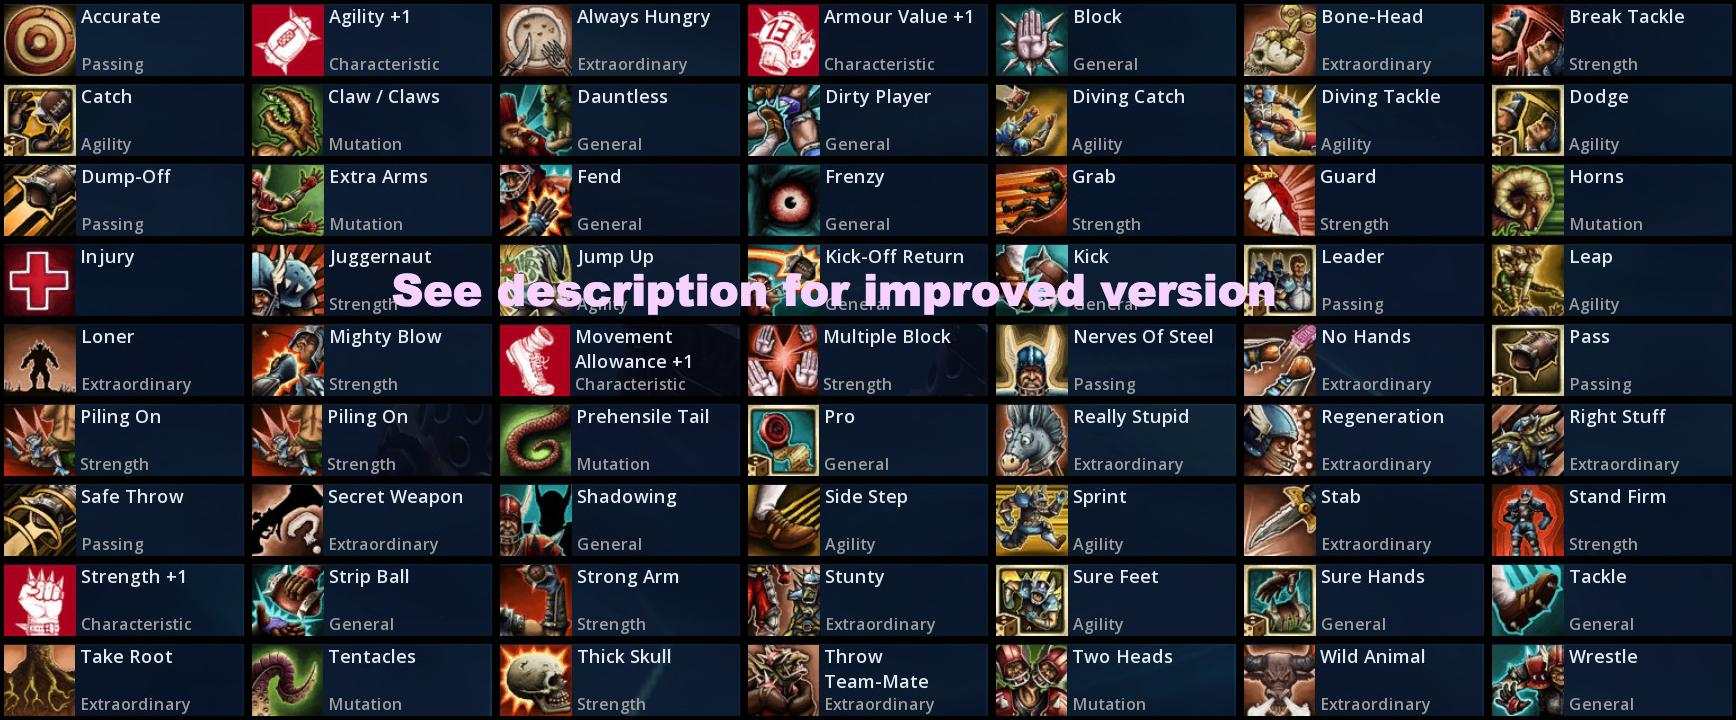 Accurate
Passing
Agility +1
Characteristic
Always Hungry
Extraordinary
Armour Value +1
Characteristic
Block
General
Bone-Head
Extraordinary
Break Tackle
Strength
Catch
Agility
Claw / Claws
Mutation
Dauntless
General
Dirty Player
General
Diving Catch
Agility
Diving Tackle
Agility
Dodge
Agility
Dump-Off
Passing
Extra Arms
Mutation
Fend
General
Frenzy
General
Grab
Strength
Guard
Strength
Horns
Mutation
Injury
Juggernaut
Strength
Jump Up
Agility
Kick-Off Return
General
Kick
General
Leader
Passing
Leap
Agility
See description for improved version
Loner
Extraordinary
Mighty Blow
Strength
Movement
Allowance +1
Characteristic
Multiple Block
Strength
Nerves Of Steel
Passing
No Hands
Extraordinary
Pass
Passing
Piling On
Strength
Piling On
Strength
Prehensile Tail
Mutation
Pro
General
Really Stupid
Extraordinary
Regeneration
Extraordinary
Right Stuff
Extraordinary
Safe Throw
Passing
Secret Weapon
Extraordinary
Shadowing
General
Side Step
Agility
Sprint
Agility
Stab
Extraordinary
Stand Firm
Strength
Strength +1
Characteristic
Strip Ball
General
Strong Arm
Strength
Stunty
Extraordinary
Sure Feet
Agility
Sure Hands
General
Tackle
General
Take Root
Extraordinary
Tentacles
Mutation
Thick Skull
Strength
Throw
Team-Mate
Extraordinary
Two Heads
Mutation
Wild Animal
Extraordinary
Wrestle
General
13